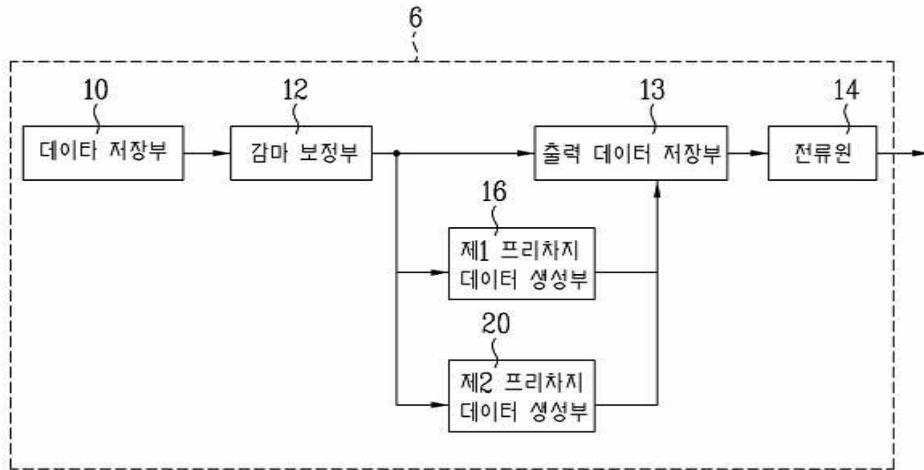 6
10
12
13
14
데이타 저장부
감마 보정부
출력 데이터 저장부
전류원
16
제1 프리차지
데이터 생성부
20
제2 프리차지
데이터 생성부